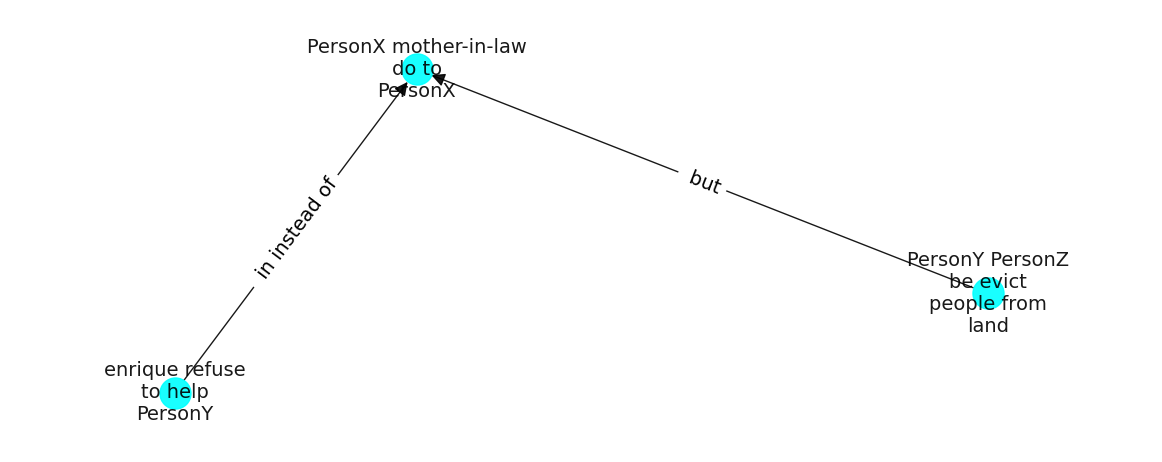 PersonX mother-in-law
do to
PersonX
but
in instead of
PersonY PersonZ
be evict
people from
land
enrique refuse
to help
PersonY